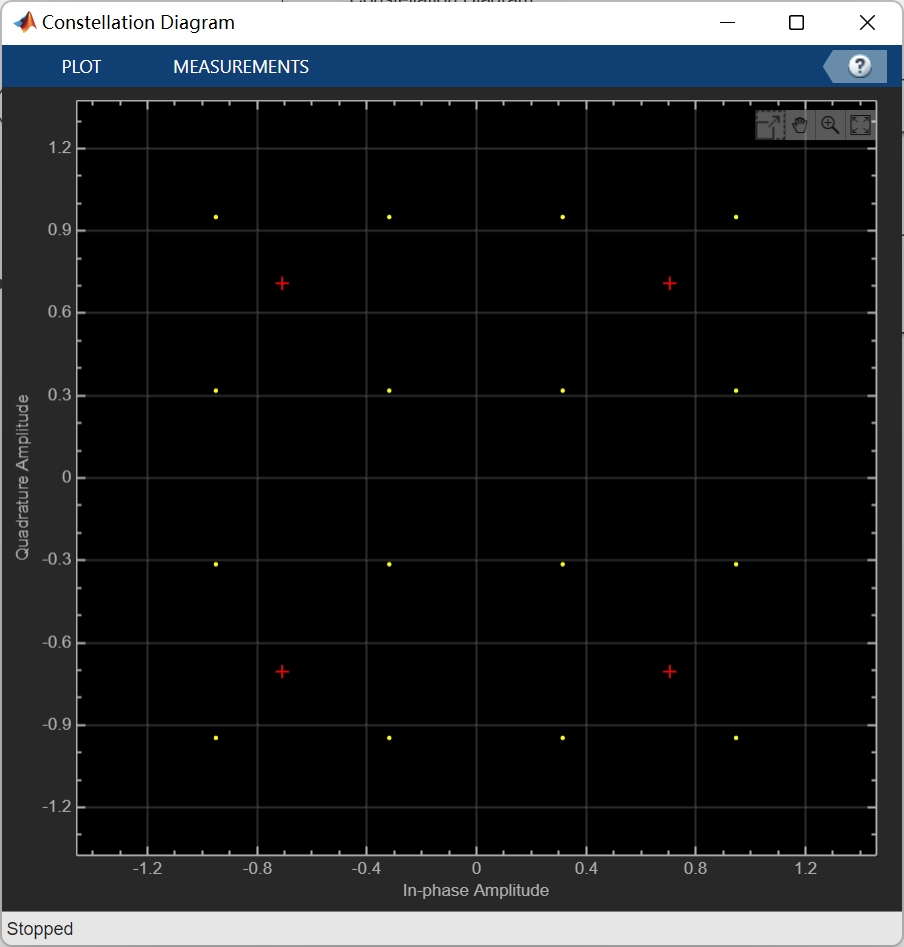 Constellation Diagram
PLOT MEASUREMENTS ?
1.2
0.9
0.6
0.3
0
-0.3
-0.6
-0.9
-1.2
Quadrature Amplitude
-1.2 -0.8 -0.4 0 0.4 0.8 1.2
In-phase Amplitude
Stopped